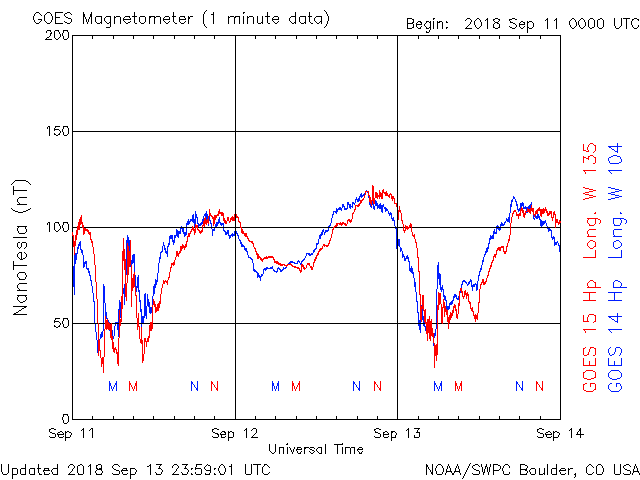 GOES Magnetometer (1 minute data)
Begin: 2018 Sep 11 0000 UTC
200
150
100
50
0
NanoTesla (nT)
M M N N M M N N M M N N
Sep 11 Sep 12 Sep 13 Sep 14
Universal Time
GOES 15 Hp Long. W 135
GOES 14 Hp Long. W 104
Updated 2018 Sep 13 23:59:01 UTC
NOAA/SWPC Boulder, CO USA